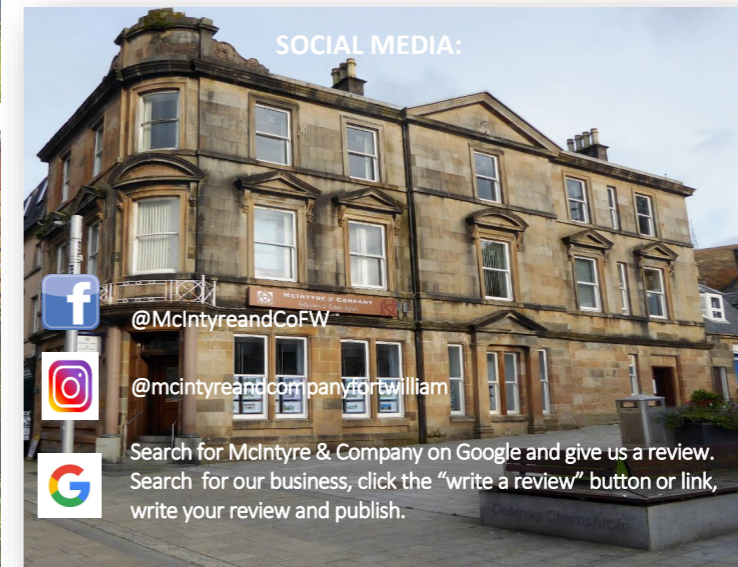 SOCIAL MEDIA:
McINTYRE & COMPANY
@McIntyreandCoFW
@mcintyreandcompanyfortwilliam
Search for McIntyre & Company on Google and give us a review.
Search for our business, click the “write a review” button or link,
write your review and publish.